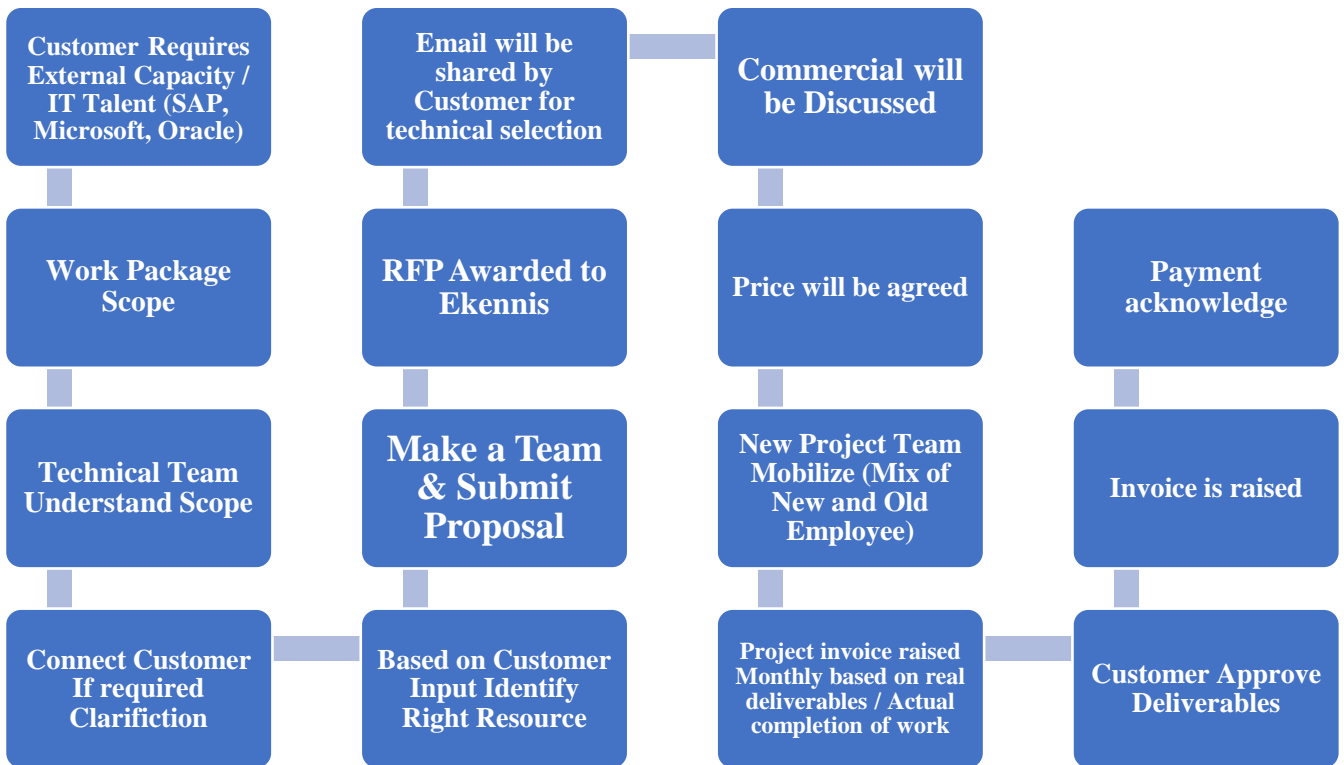 Customer Requires
External Capacity /
IT Talent (SAP,
Microsoft, Oracle)
Work Package
Scope
Technical Team
Understand Scope
Connect Customer
If required
Clarifiction
Based on Customer
Input Identify
Right Resource
Make a Team
& Submit
Proposal
RFP Awarded to
Ekennis
Email will be
shared by
Customer for
technical selection
Commercial will
be Discussed
Price will be agreed
New Project Team
Mobilize (Mix of
New and Old
Employee)
Project invoice raised
Monthly based on real
deliverables / Actual
completion of work
Customer Approve
Deliverables
Invoice is raised
Payment
acknowledge